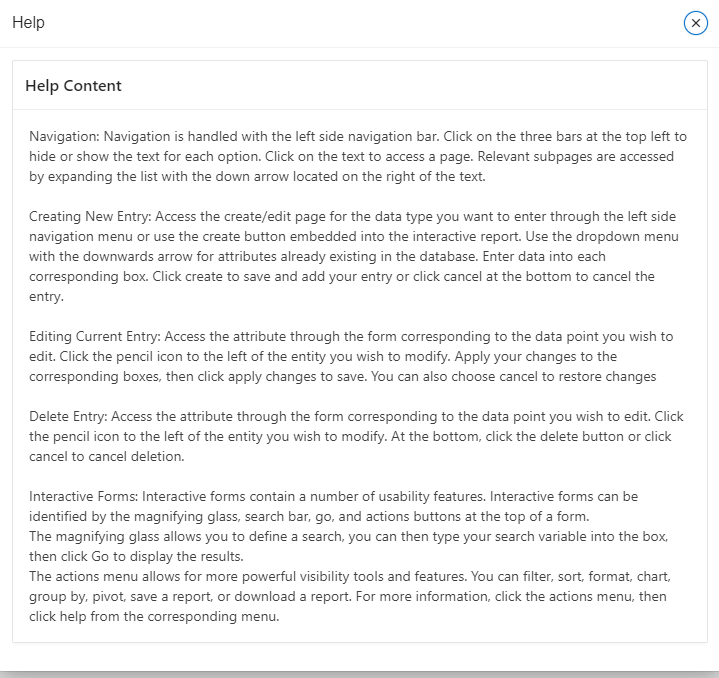 Help
Help Content
Navigation: Navigation is handled with the left side navigation bar. Click on the three bars at the top left to
hide or show the text for each option. Click on the text to access a page. Relevant subpages are accessed
by expanding the list with the down arrow located on the right of the text.
Creating New Entry: Access the create/edit page for the data type you want to enter through the left side
navigation menu or use the create button embedded into the interactive report. Use the dropdown menu
with the downwards arrow for attributes already existing in the database. Enter data into each
corresponding box. Click create to save and add your entry or click cancel at the bottom to cancel the
entry.
Editing Current Entry: Access the attribute through the form corresponding to the data point you wish to
edit. Click the pencil icon to the left of the entity you wish to modify. Apply your changes to the
corresponding boxes, then click apply changes to save. You can also choose cancel to restore changes
Delete Entry: Access the attribute through the form corresponding to the data point you wish to edit. Click
the pencil icon to the left of the entity you wish to modify. At the bottom, click the delete button or click
cancel to cancel deletion.
Interactive Forms: Interactive forms contain a number of usability features. Interactive forms can be
identified by the magnifying glass, search bar, go, and actions buttons at the top of a form.
The magnifying glass allows you to define a search, you can then type your search variable into the box,
then click Go to display the results.
The actions menu allows for more powerful visibility tools and features. You can filter, sort, format, chart,
group by, pivot, save a report, or download a report. For more information, click the actions menu, then
click help from the corresponding menu.